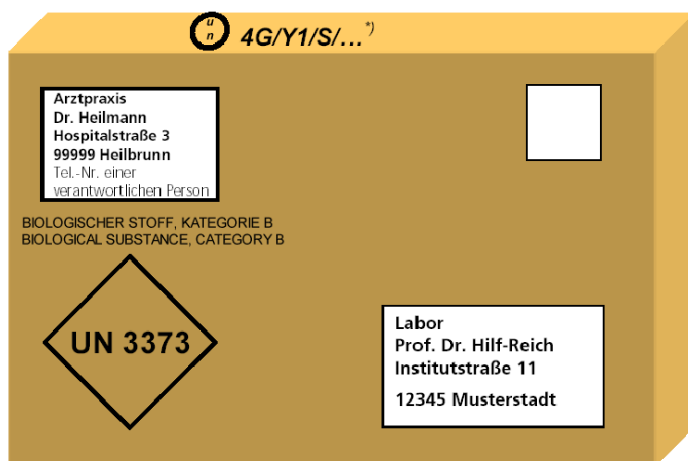 un 4G/Y1/S/...*)
Arztpraxis
Dr. Heilmann
Hospitalstraße 3
99999 Heilbrunn
Tel.-Nr. einer
verantwortlichen Person
BIOLOGISCHER STOFF, KATEGORIE B
BIOLOGICAL SUBSTANCE, CATEGORY B
UN 3373
Labor
Prof. Dr. Hilf-Reich
Institutstraße 11
12345 Musterstadt